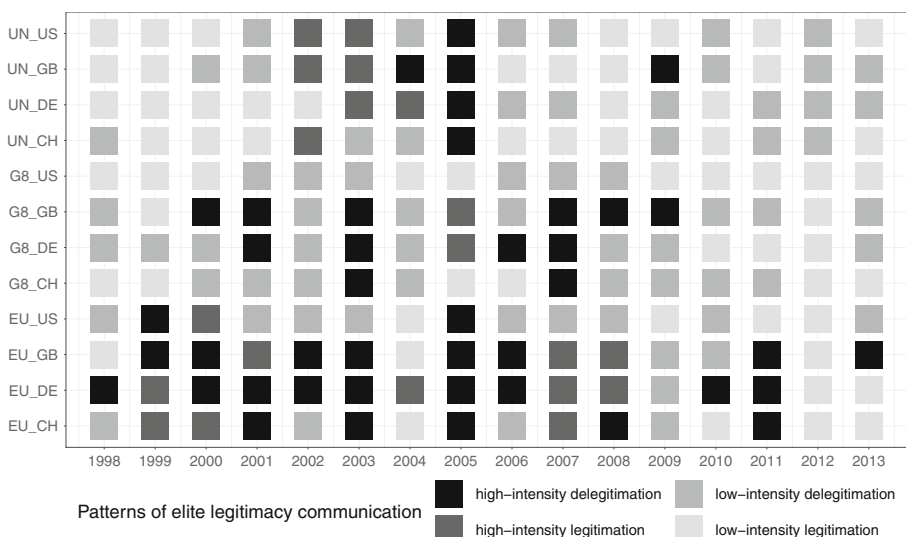 UN_US
UN_GB
UN_DE
UN_CH
G8_US
G8_GB
G8_DE
G8_CH
EU_US
EU_GB
EU_DE
EU_CH
1998 1999 2000 2001 2002 2003 2004 2005 2006 2007 2008 2009 2010 2011 2012 2013
Patterns of elite legitimacy communication
high−intensity delegitimation low−intensity delegitimation
high−intensity legitimation low−intensity legitimation